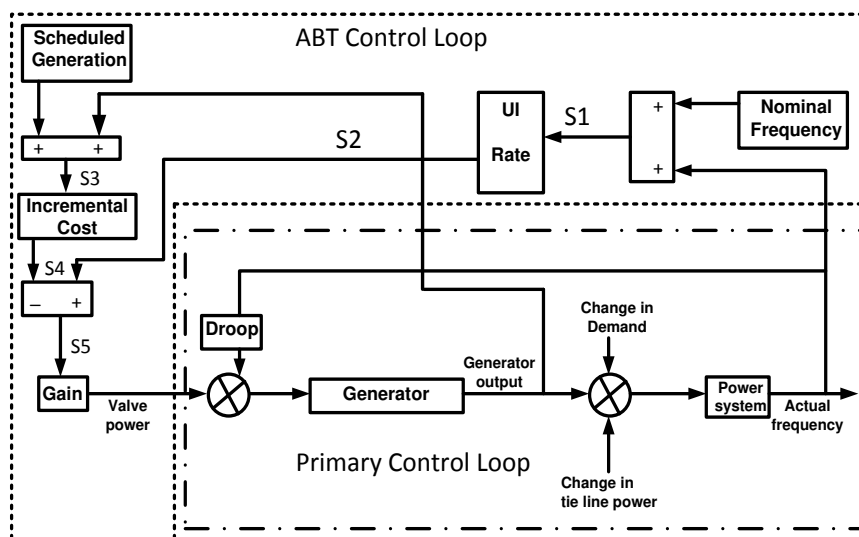 ABT Control Loop
Scheduled
Generation
UI
Rate
S1
+
+
Nominal
Frequency
+ +
S2
S3
Incremental
Cost
S4
– +
S5
Gain
Valve
power
Droop
Generator
Generator
output
Change in
Demand
Power
system
Actual
frequency
Change in
tie line power
Primary Control Loop